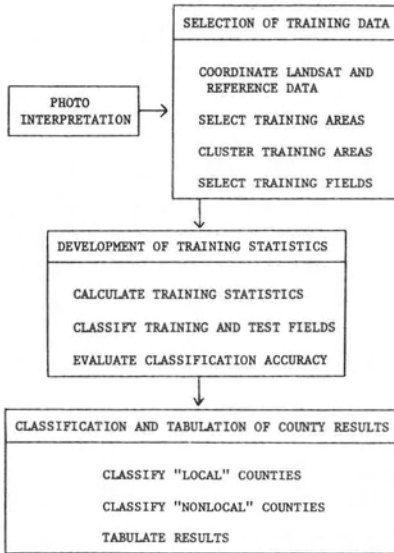 SELECTION OF TRAINING DATA
COORDINATE LANDSAT AND
REFERENCE DATA
SELECT TRAINING AREAS
CLUSTER TRAINING AREAS
SELECT TRAINING FIELDS
PHOTO
INTERPRETATION
DEVELOPMENT OF TRAINING STATISTICS
CALCULATE TRAINING STATISTICS
CLASSIFY TRAINING AND TEST FIELDS
EVALUATE CLASSIFICATION ACCURACY
CLASSIFICATION AND TABULATION OF COUNTY RESULTS
CLASSIFY "LOCAL" COUNTIES
CLASSIFY "NONLOCAL" COUNTIES
TABULATE RESULTS